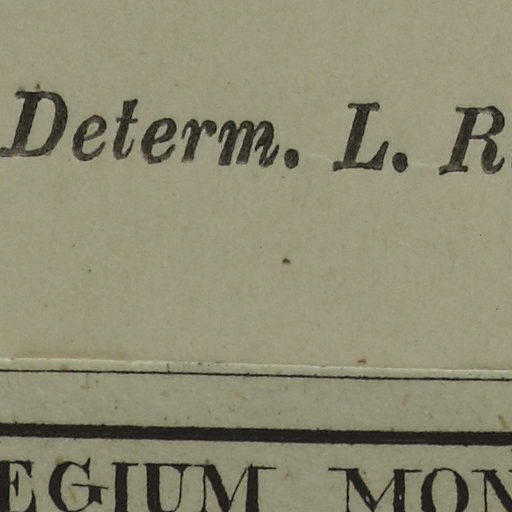 Determ. L. R
EGIUM MON